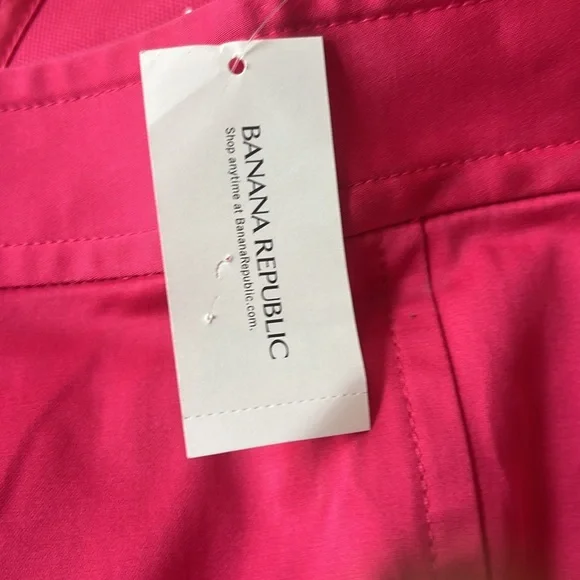 BANANA REPUBLIC
Shop anytime at BananaRepublic.com.